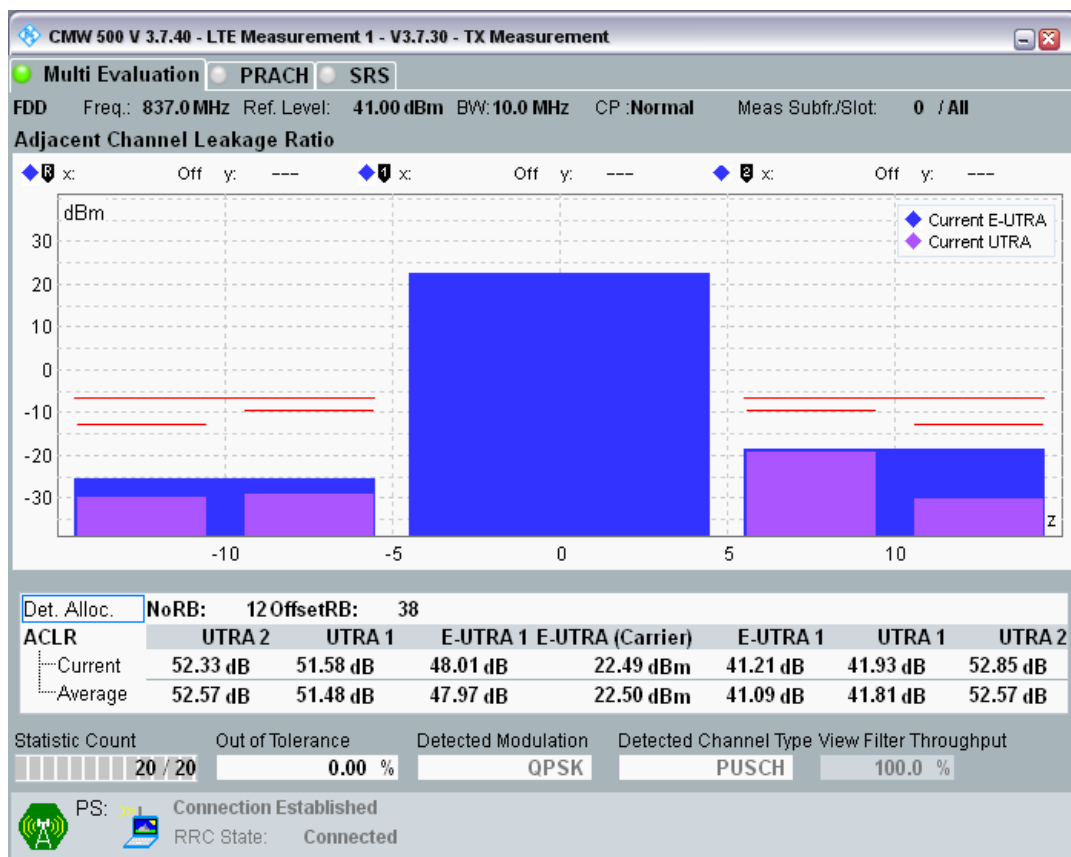 CMW 500 V 3.7.40 - LTE Measurement 1 - V3.7.30 - TX Measurement
Multi Evaluation PRACH SRS
FDD Freq.: 837.0 MHz Ref. Level: 41.00 dBm BW: 10.0 MHz CP :Normal Meas Subfr./Slot: 0 / All
Adjacent Channel Leakage Ratio
R x: Off y: --- 1 x: Off y: --- 2 x: Off y: ---
dBm
Current E-UTRA
Current UTRA
30
20
10
0
-10
-20
-30
z
-10 -5 0 5 10
Det. Alloc. NoRB: 12 OffsetRB: 38
ACLR UTRA 2 UTRA 1 E-UTRA 1 E-UTRA (Carrier) E-UTRA 1 UTRA 1 UTRA 2
Current 52.33 dB 51.58 dB 48.01 dB 22.49 dBm 41.21 dB 41.93 dB 52.85 dB
Average 52.57 dB 51.48 dB 47.97 dB 22.50 dBm 41.09 dB 41.81 dB 52.57 dB
Statistic Count Out of Tolerance Detected Modulation Detected Channel Type View Filter Throughput
20 / 20 0.00 % QPSK PUSCH 100.0 %
PS: Connection Established
RRC State: Connected